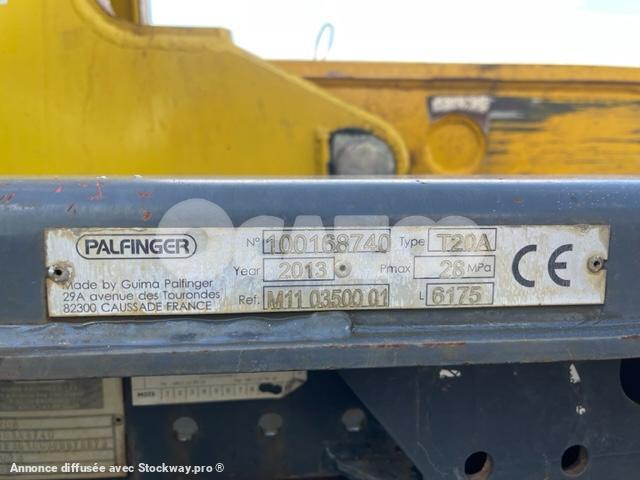 PALFINGER
Made by Guima Palfinger
29A avenue des Tourondes
82300 CAUSSADE FRANCE
N° 100168740 Type T20A
Year 2013 Pmax 28 MPa
Ref. M11 03500 01 L 6175
CE
Annonce diffusée avec Stockway.pro ®